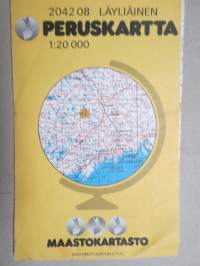 2042 08 LÄYLIÄINEN
PERUSKARTTA
1:20 000
MAASTOKARTASTO